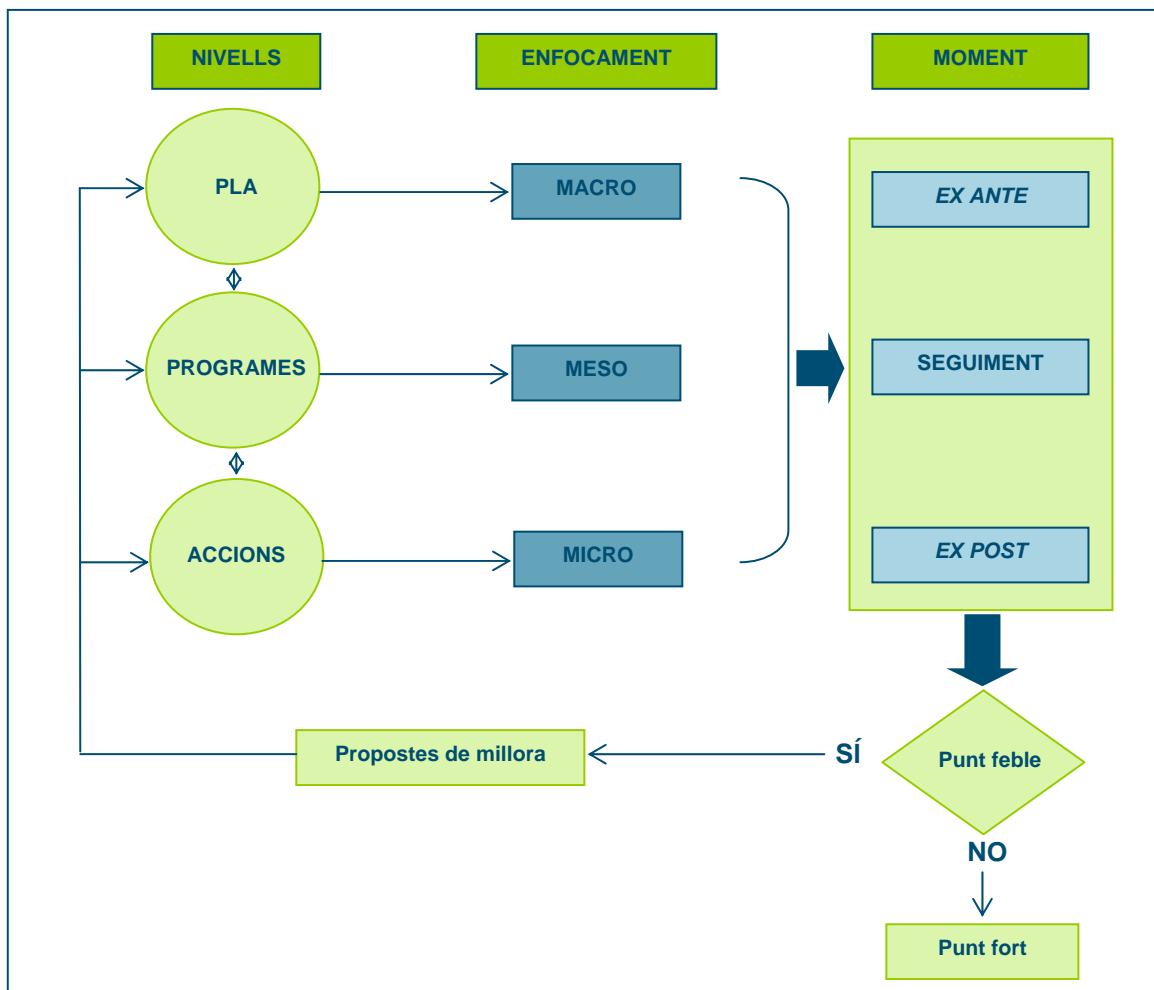 NIVELLS
ENFOCAMENT
MOMENT
PLA
MACRO
EX ANTE
PROGRAMES
MESO
SEGUIMENT
ACCIONS
MICRO
EX POST
Propostes de millora
SÍ
Punt feble
NO
Punt fort